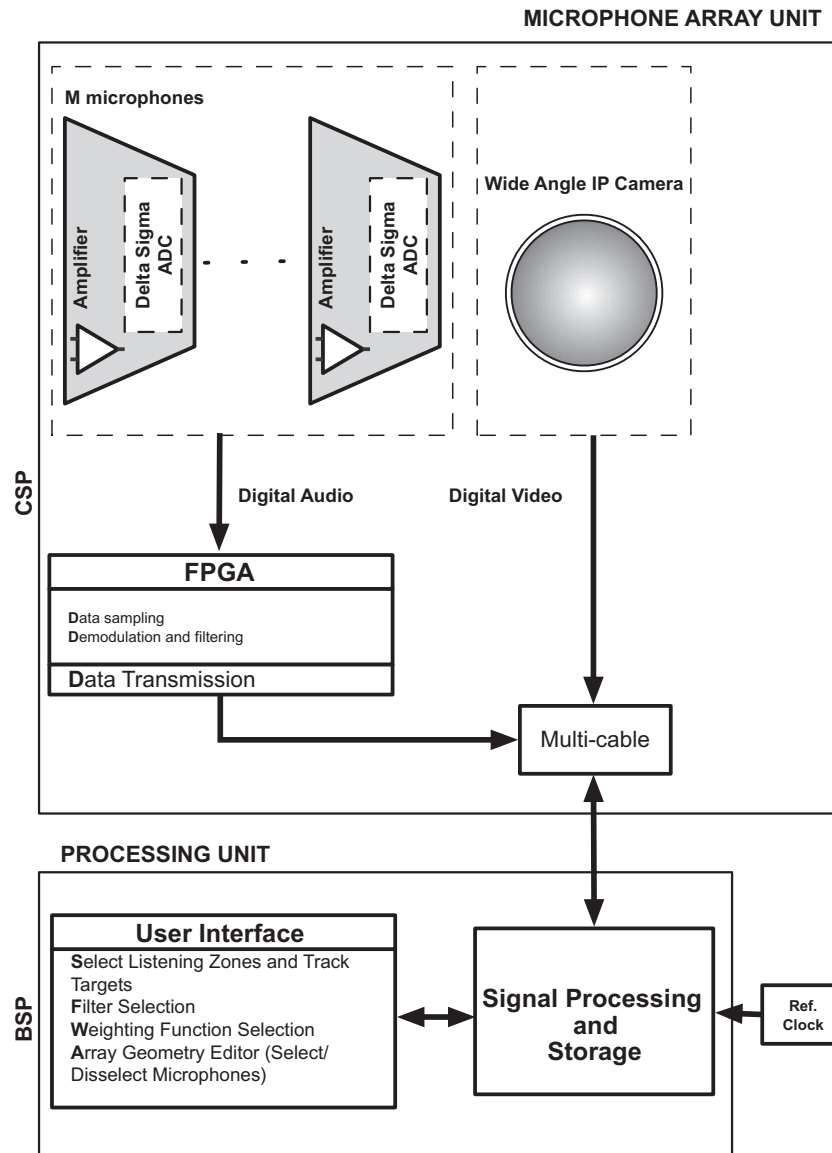 MICROPHONE ARRAY UNIT
M microphones
Amplifier
Delta Sigma
ADC
Amplifier
Delta Sigma
ADC
Wide Angle IP Camera
CSP
Digital Audio
Digital Video
FPGA
Data sampling
Demodulation and filtering
Data Transmission
Multi-cable
PROCESSING UNIT
BSP
User Interface
Select Listening Zones and Track
Targets
Filter Selection
Weighting Function Selection
Array Geometry Editor (Select/
Disselect Microphones)
Signal Processing
and
Storage
Ref.
Clock